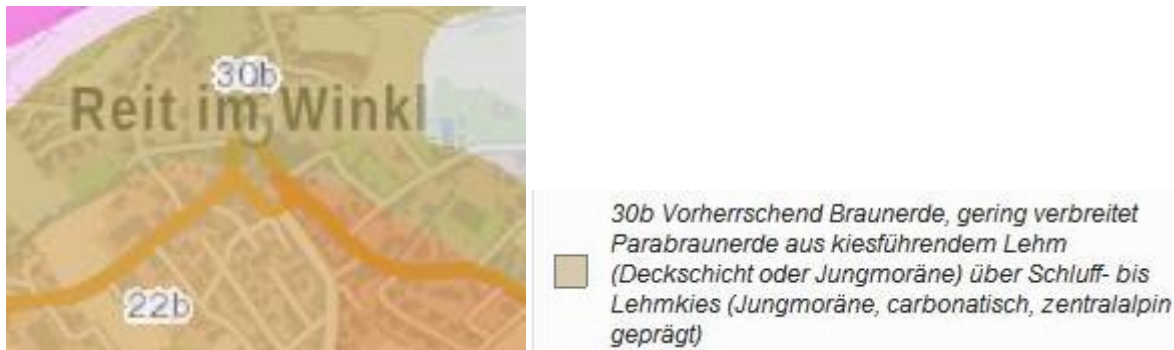 30b
Reit im Winkl
22b
30b Vorherrschend Braunerde, gering verbreitet
Parabraunerde aus kiesführendem Lehm
(Deckschicht oder Jungmoräne) über Schluff- bis
Lehmkies (Jungmoräne, carbonatisch, zentralalpin
geprägt)